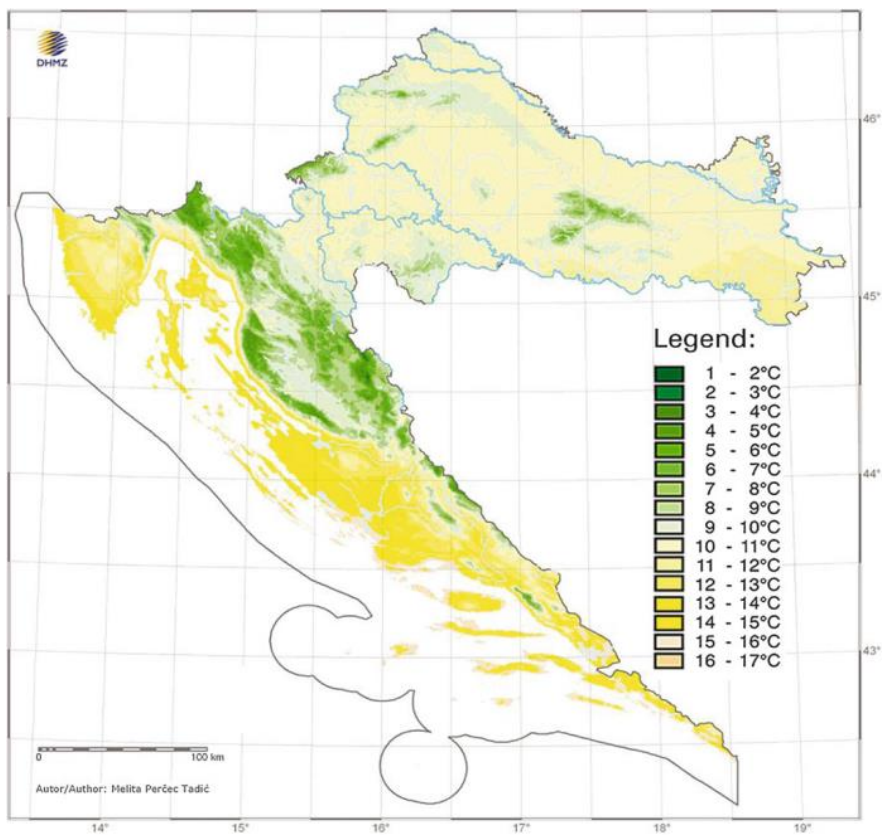 DHMZ
46°
45°
Legend:
1 - 2°C
2 - 3°C
3 - 4°C
4 - 5°C
5 - 6°C
6 - 7°C
7 - 8°C
8 - 9°C
9 - 10°C
10 - 11°C
11 - 12°C
12 - 13°C
13 - 14°C
14 - 15°C
15 - 16°C
16 - 17°C
44°
43°
0 100 km
Autor/Author: Melita Perčec Tadić
14° 15° 16° 17° 18° 19°